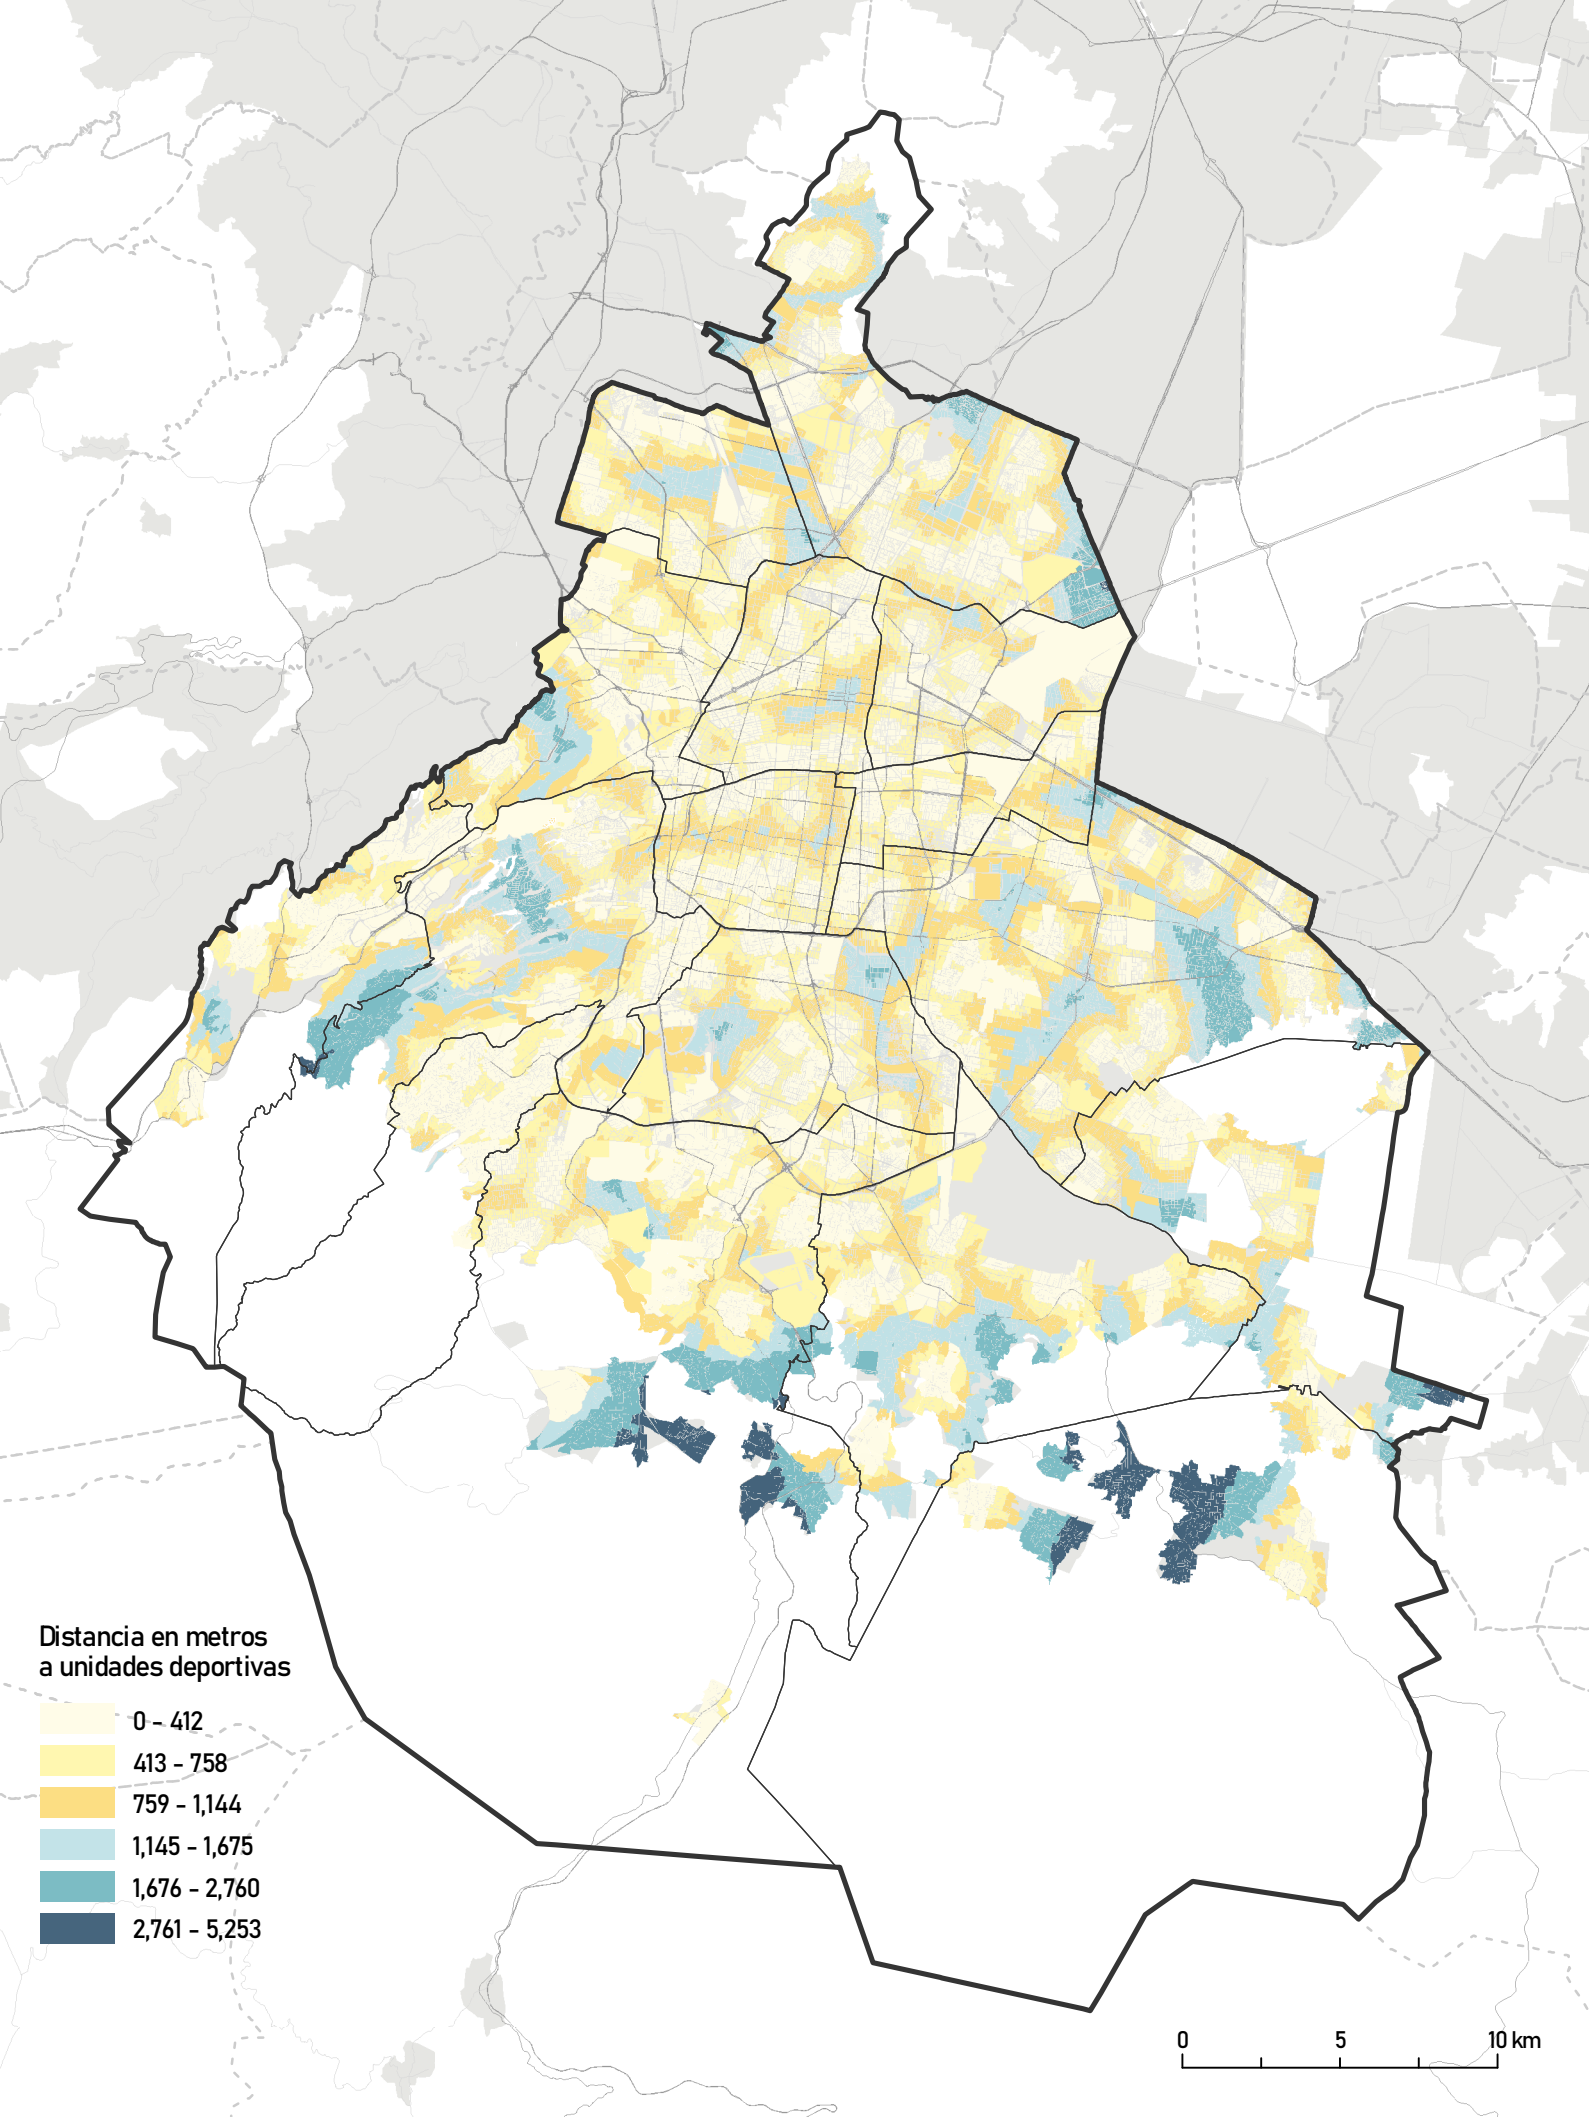 Distancia en metros
a unidades deportivas
0 - 412
413 - 758
759 - 1,144
1,145 - 1,675
1,676 - 2,760
2,761 - 5,253
0 5 10 km